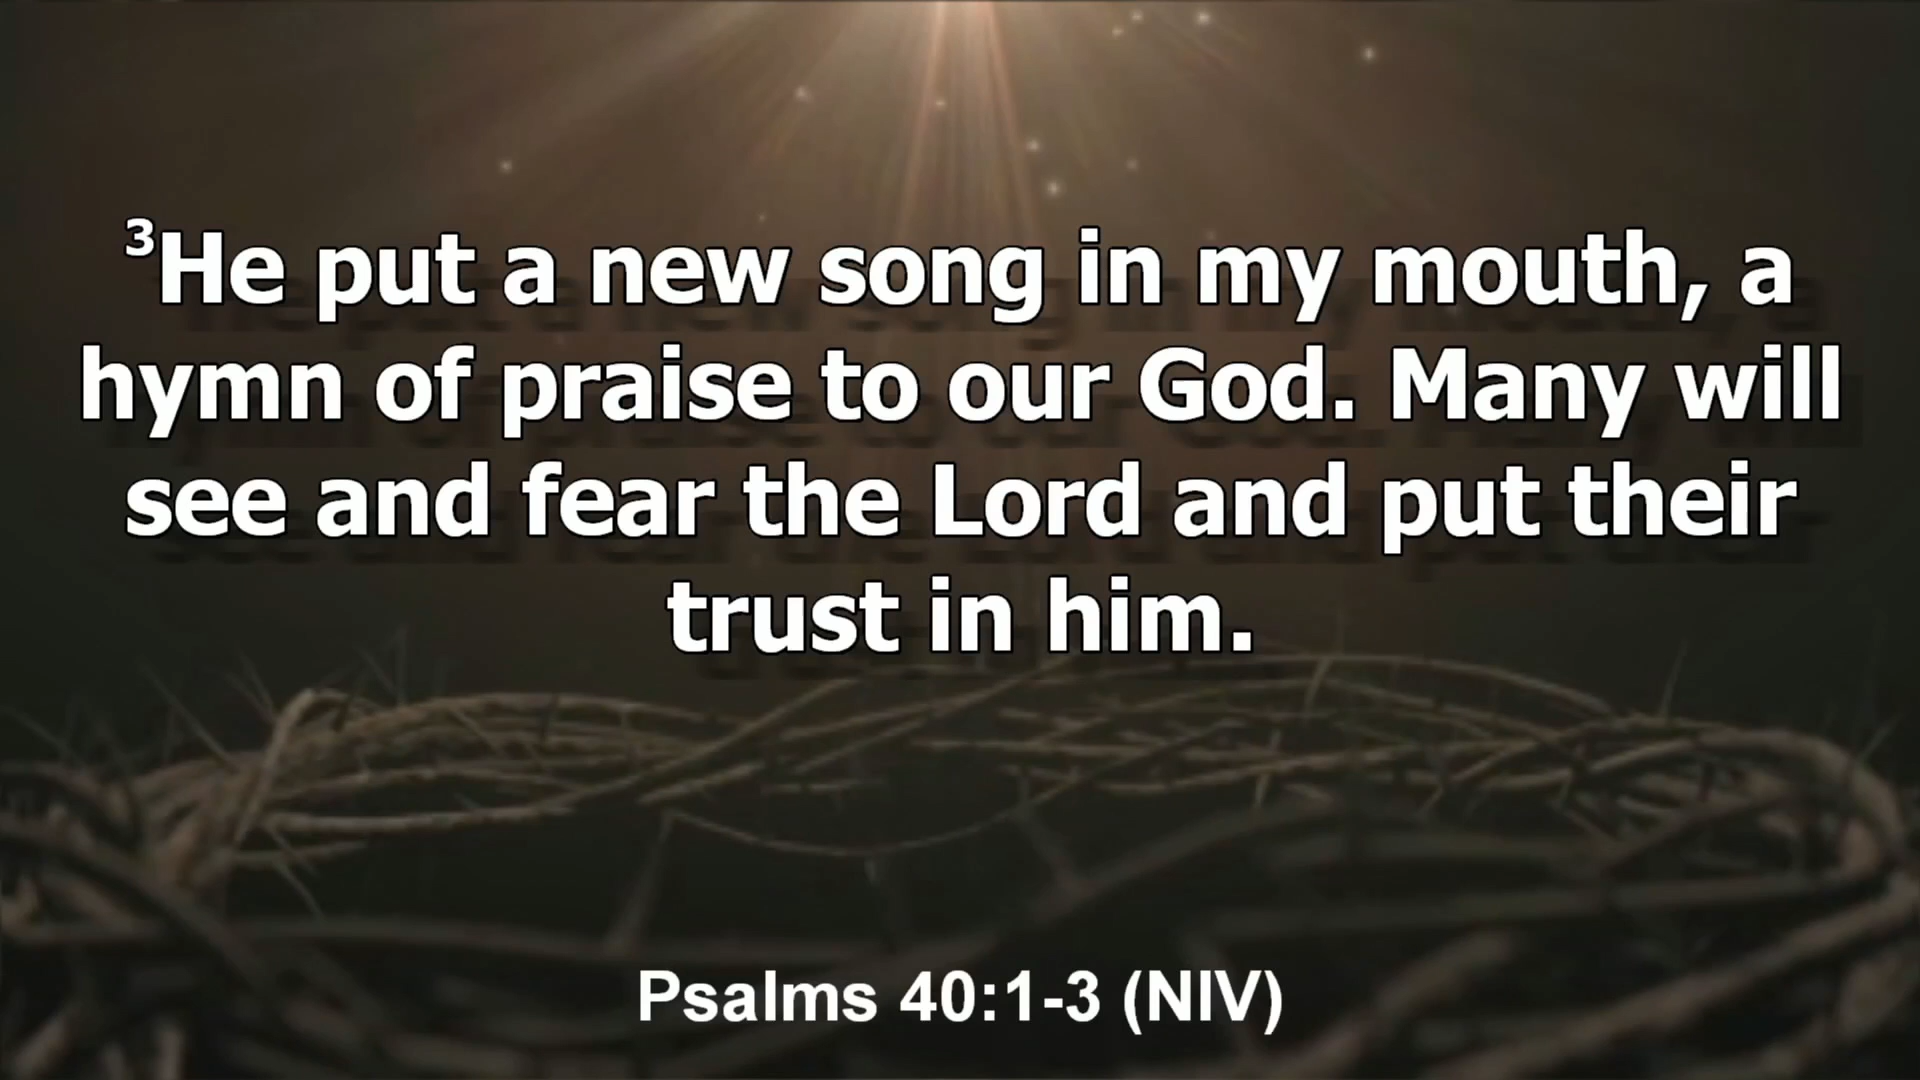 ³He put a new song in my mouth, a
hymn of praise to our God. Many will
see and fear the Lord and put their
trust in him.
Psalms 40:1-3 (NIV)